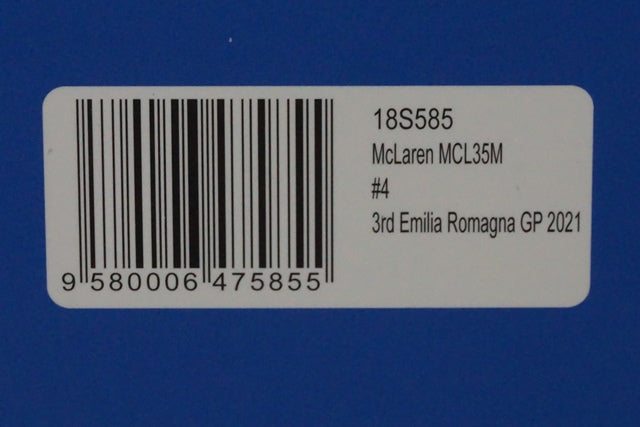 18S585
McLaren MCL35M
#4
3rd Emilia Romagna GP 2021
9 580006 475855